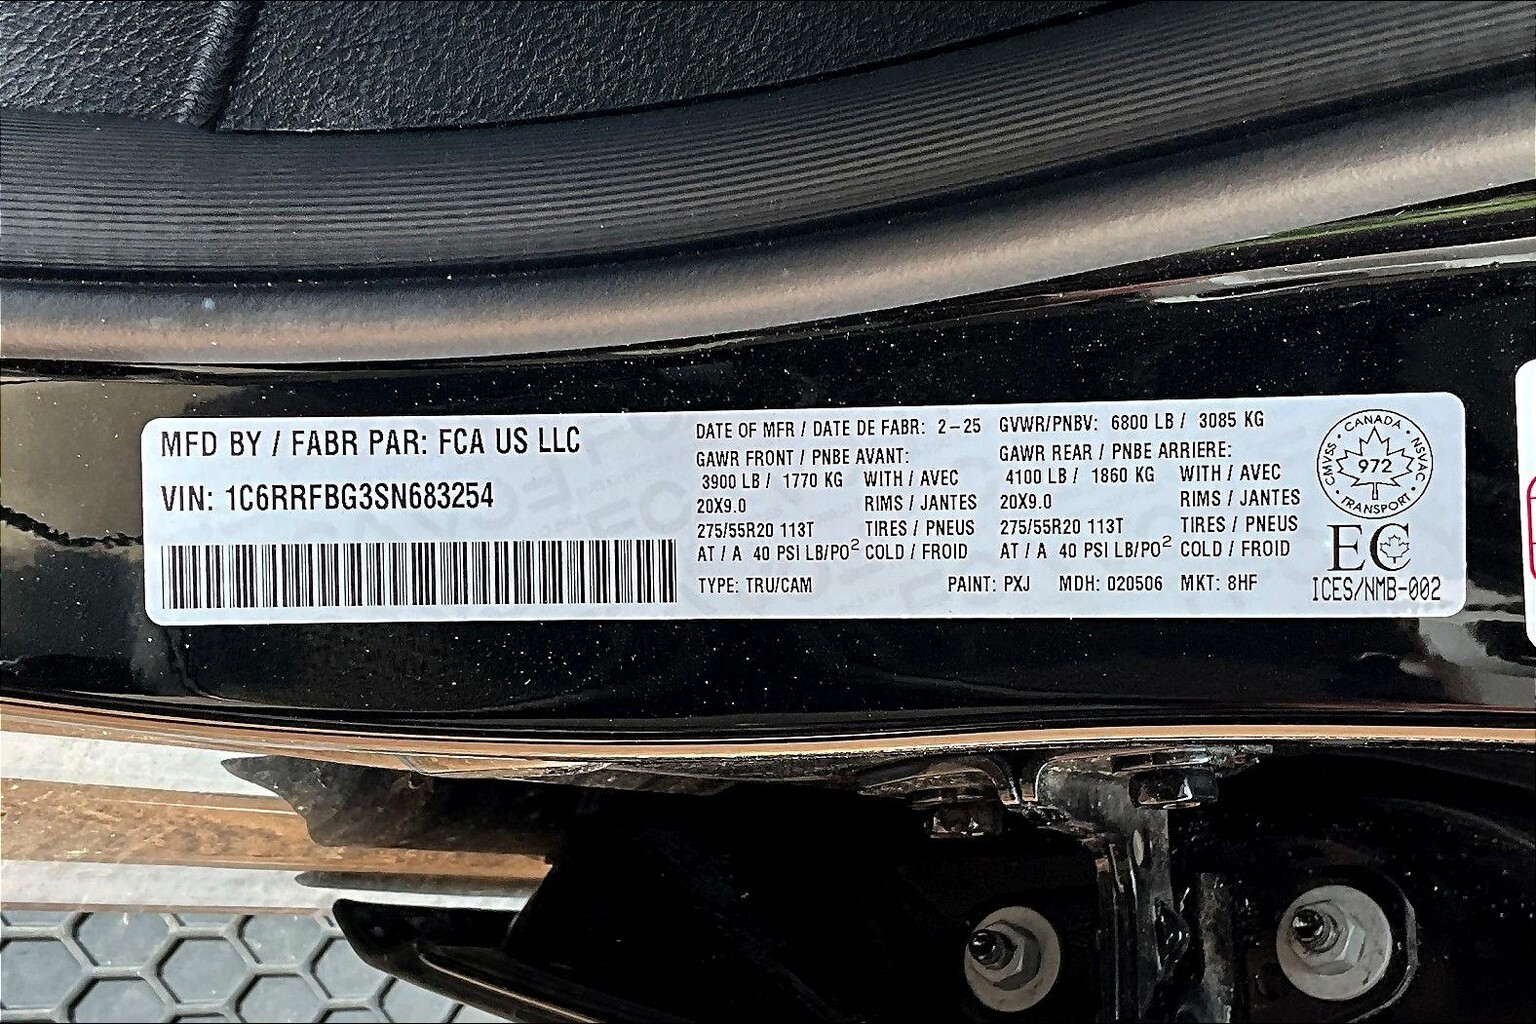 MFD BY / FABR PAR: FCA US LLC
VIN: 1C6RRFBG3SN683254
DATE OF MFR / DATE DE FABR: 2-25
GAWR FRONT / PNBE AVANT:
3900 LB / 1770 KG WITH / AVEC
20X9.0 RIMS / JANTES
275/55R20 113T TIRES / PNEUS
AT / A 40 PSI LB/PO² COLD / FROID
TYPE: TRU/CAM
GVWR/PNBV: 6800 LB / 3085 KG
GAWR REAR / PNBE ARRIERE:
4100 LB / 1860 KG WITH / AVEC
20X9.0 RIMS / JANTES
275/55R20 113T TIRES / PNEUS
AT / A 40 PSI LB/PO² COLD / FROID
PAINT: PXJ MDH: 020506 MKT: 8HF
CANADA
CMVSS · NSVAC
972
TRANSPORT
EC
ICES/NMB-002